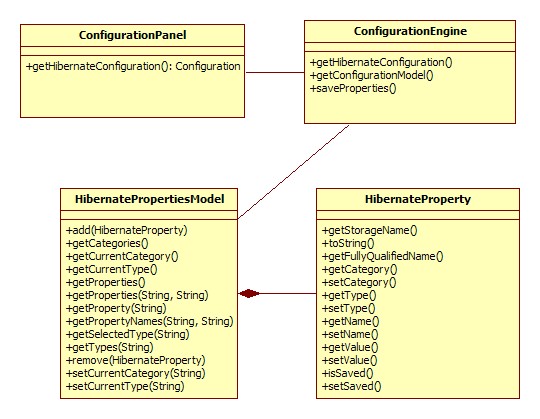 ConfigurationPanel
+getHibernateConfiguration(): Configuration
ConfigurationEngine
+getHibernateConfiguration()
+getConfigurationModel()
+saveProperties()
HibernatePropertiesModel
+add(HibernateProperty)
+getCategories()
+getCurrentCategory()
+getCurrentType()
+getProperties()
+getProperties(String, String)
+getProperty(String)
+getPropertyNames(String, String)
+getSelectedType(String)
+getTypes(String)
+remove(HibernateProperty)
+setCurrentCategory(String)
+setCurrentType(String)
HibernateProperty
+getStorageName()
+toString()
+getFullyQualifiedName()
+getCategory()
+setCategory()
+getType()
+setType()
+getName()
+setName()
+getValue()
+setValue()
+isSaved()
+setSaved()